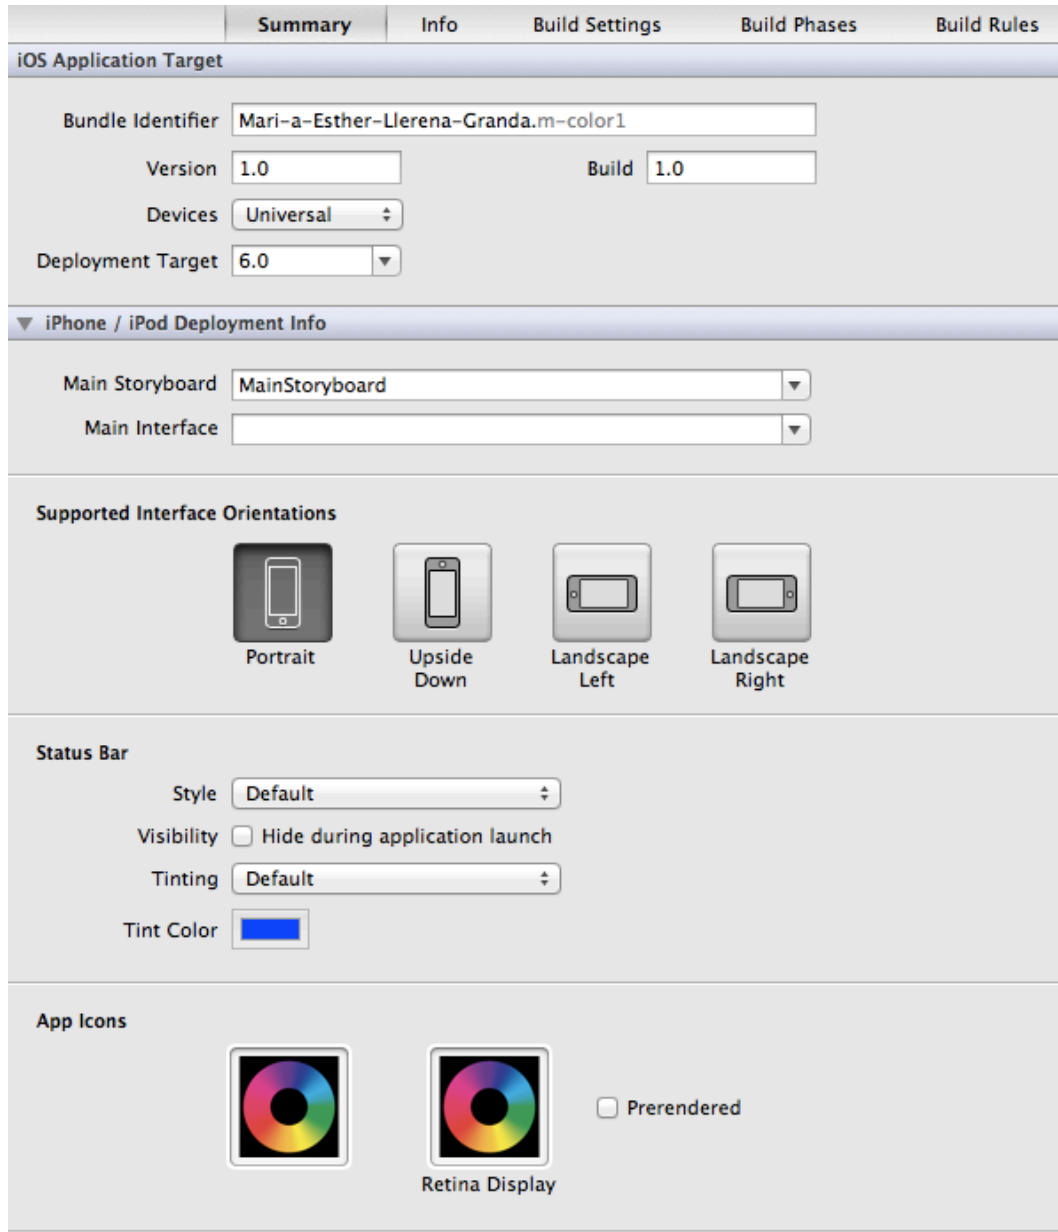 Summary Info Build Settings Build Phases Build Rules
iOS Application Target
Bundle Identifier Mari-a-Esther-Llerena-Granda.m-color1
Version 1.0 Build 1.0
Devices Universal
Deployment Target 6.0
iPhone / iPod Deployment Info
Main Storyboard MainStoryboard
Main Interface
Supported Interface Orientations
Portrait Upside Landscape Landscape
Down Left Right
Status Bar
Style Default
Visibility Hide during application launch
Tinting Default
Tint Color
App Icons
Prerendered
Retina Display